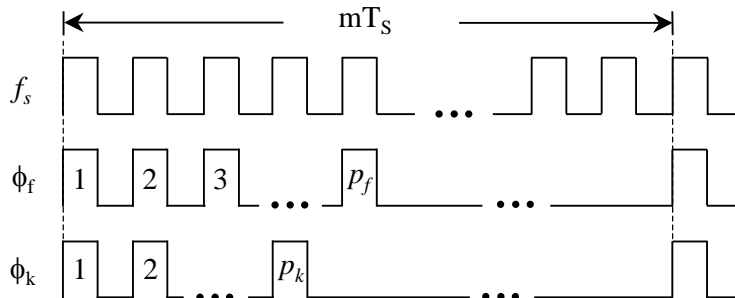 mT_S
f_s
ϕ_f 1 2 3 ••• p_f •••
ϕ_k 1 2 ••• p_k •••